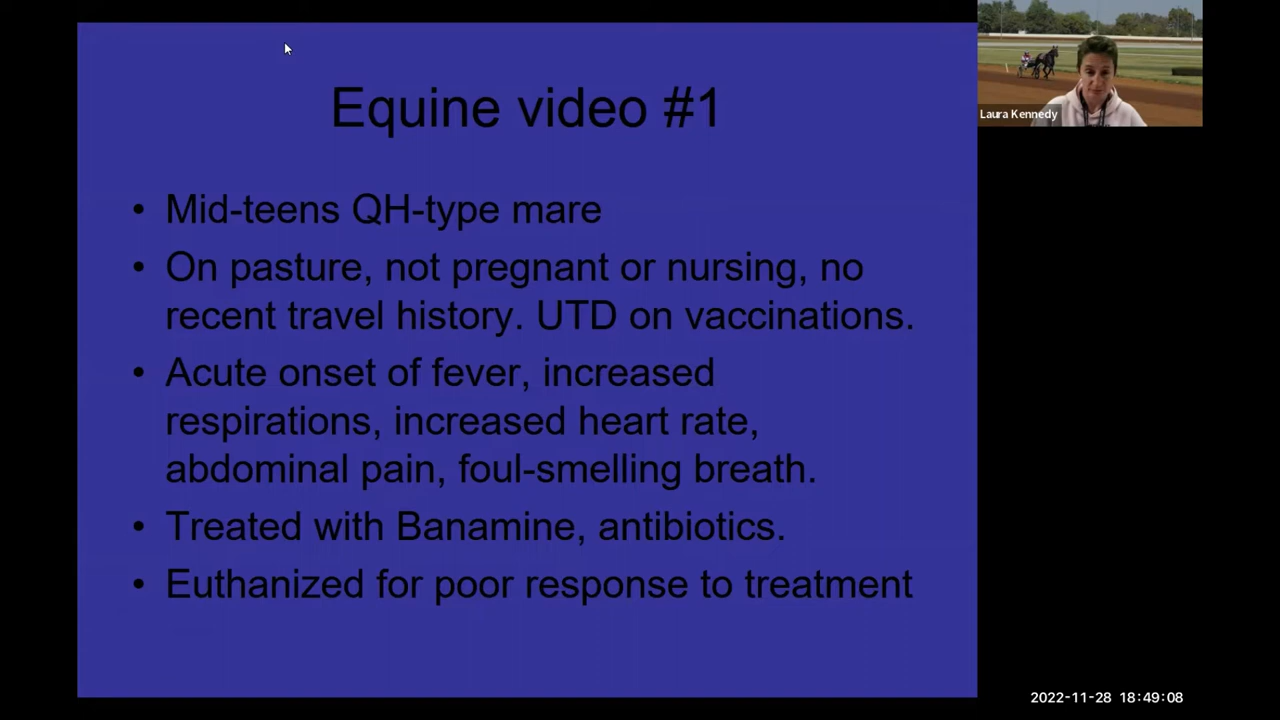 Equine video #1
• Mid-teens QH-type mare
• On pasture, not pregnant or nursing, no
recent travel history. UTD on vaccinations.
• Acute onset of fever, increased
respirations, increased heart rate,
abdominal pain, foul-smelling breath.
• Treated with Banamine, antibiotics.
• Euthanized for poor response to treatment
Laura Kennedy
2022-11-28 18:49:08